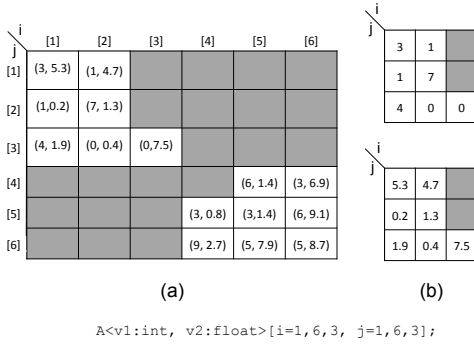 i
j
[1] [2] [3] [4] [5] [6]
[1] (3, 5.3) (1, 4.7)
[2] (1,0.2) (7, 1.3)
[3] (4, 1.9) (0, 0.4) (0,7.5)
[4] (6, 1.4) (3, 6.9)
[5] (3, 0.8) (3,1.4) (6, 9.1)
[6] (9, 2.7) (5, 7.9) (5, 8.7)
(a)
i
j
3 1
1 7
4 0 0
i
j
5.3 4.7
0.2 1.3
1.9 0.4 7.5
(b)
A<v1:int, v2:float>[i=1,6,3, j=1,6,3];